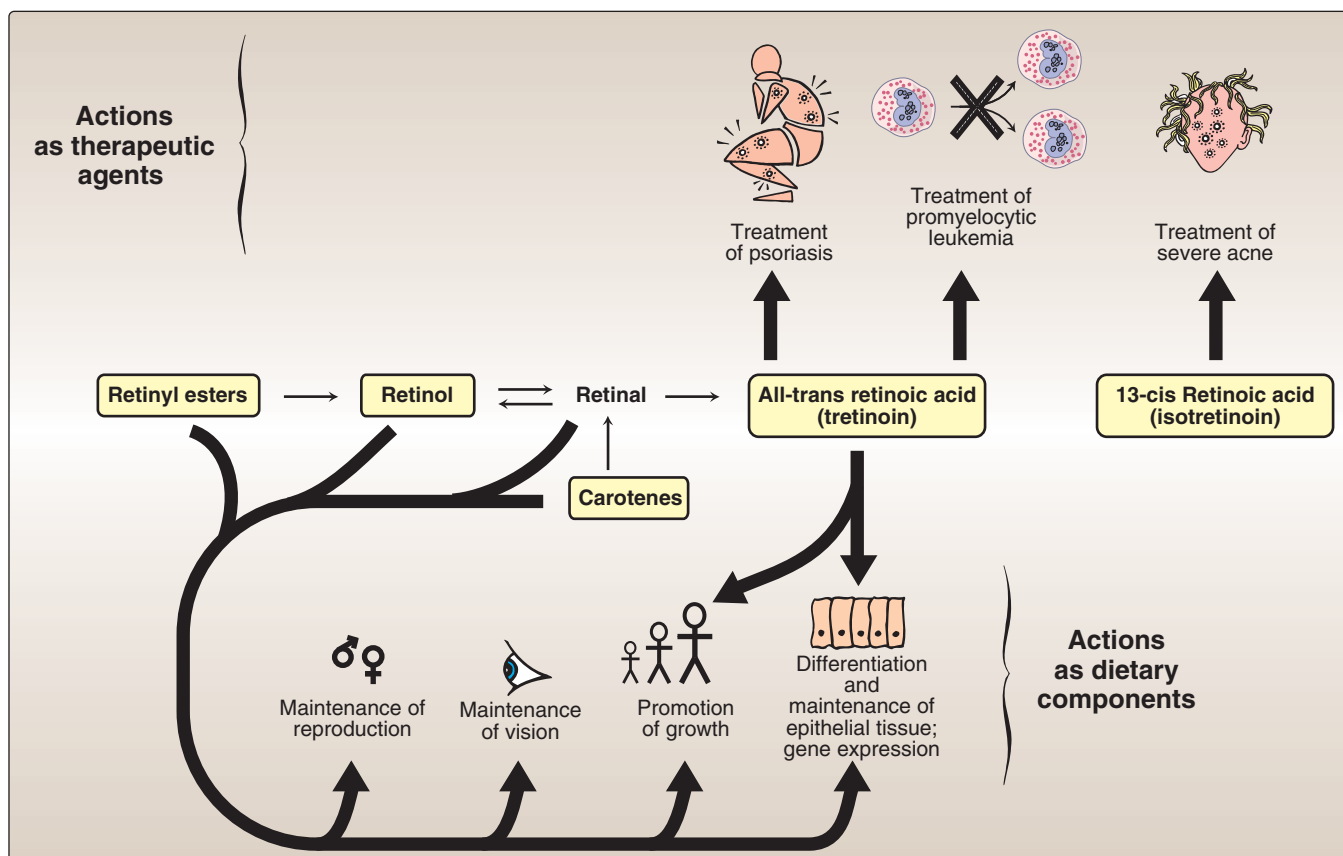 Actions
as therapeutic
agents
Treatment
of psoriasis
Treatment of
promyelocytic
leukemia
Treatment of
severe acne
Retinyl esters
Retinol
Retinal
All-trans retinoic acid
(tretinoin)
13-cis Retinoic acid
(isotretinoin)
Carotenes
Maintenance of
reproduction
Maintenance
of vision
Promotion
of growth
Differentiation
and
maintenance of
epithelial tissue;
gene expression
Actions
as dietary
components